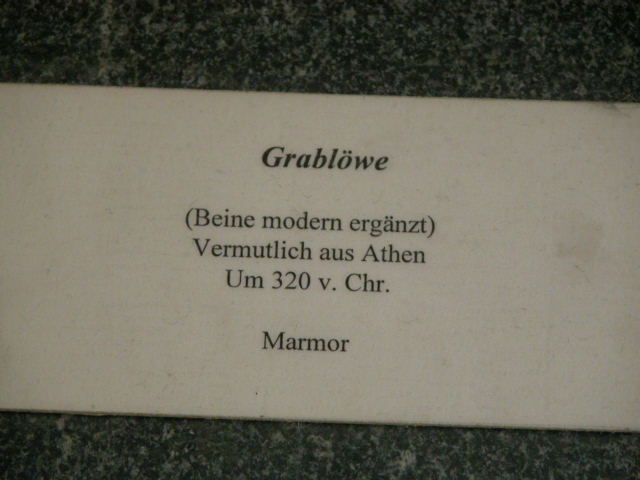 Grablöwe
(Beine modern ergänzt)
Vermutlich aus Athen
Um 320 v. Chr.
Marmor